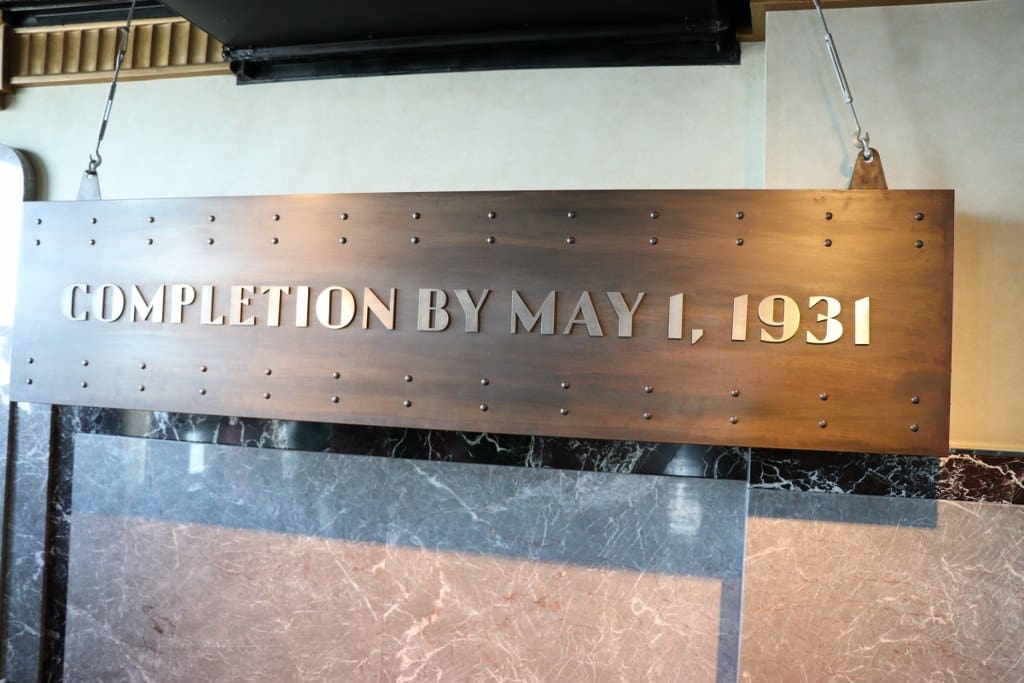 COMPLETION BY MAY 1, 1931